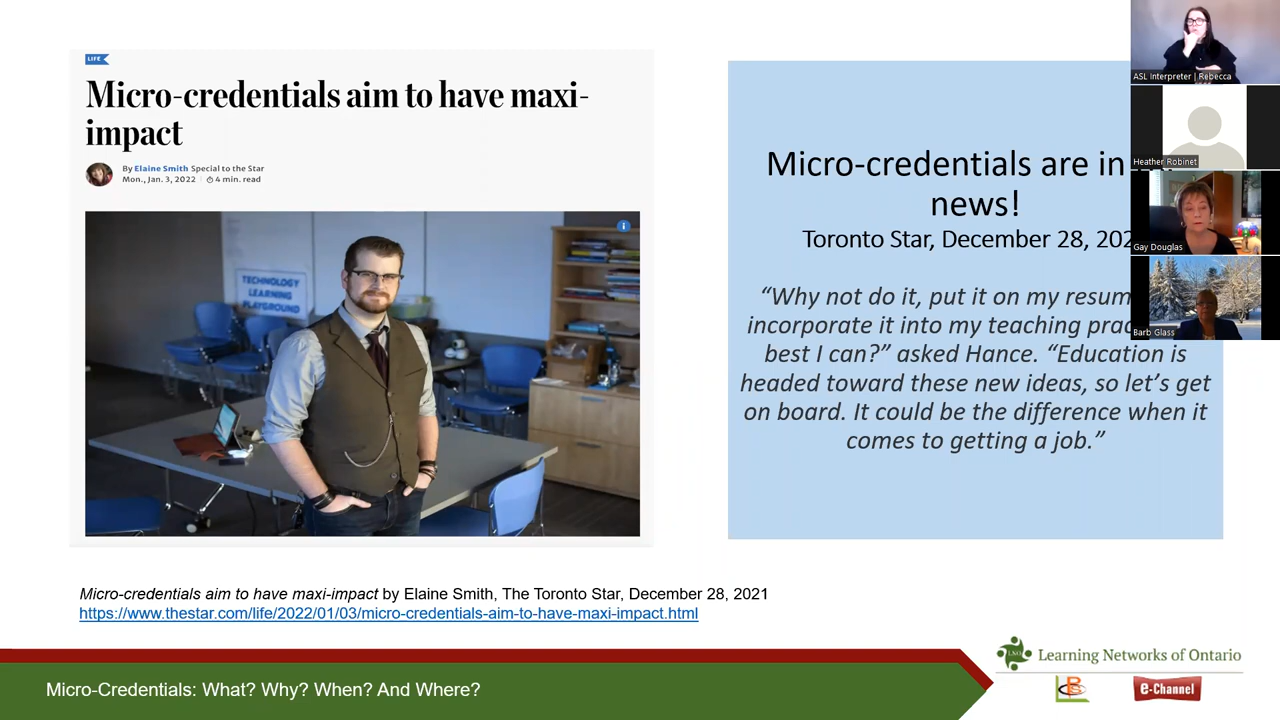 LIFE
Micro-credentials aim to have maxi-
impact
By Elaine Smith Special to the Star
Mon., Jan. 3, 2022 4 min. read
TECHNOLOGY
LEARNING
PLAYGROUND
i
Micro-credentials are in
news!
Toronto Star, December 28, 202
“Why not do it, put it on my resum
incorporate it into my teaching prac
best I can?” asked Hance. “Education is
headed toward these new ideas, so let’s get
on board. It could be the difference when it
comes to getting a job.”
ASL Interpreter | Rebecca
Heather Robinet
Gay Douglas
Barb Glass
Micro-credentials aim to have maxi-impact by Elaine Smith, The Toronto Star, December 28, 2021
https://www.thestar.com/life/2022/01/03/micro-credentials-aim-to-have-maxi-impact.html
Micro-Credentials: What? Why? When? And Where?
LNO
Learning Networks of Ontario
e-Channel